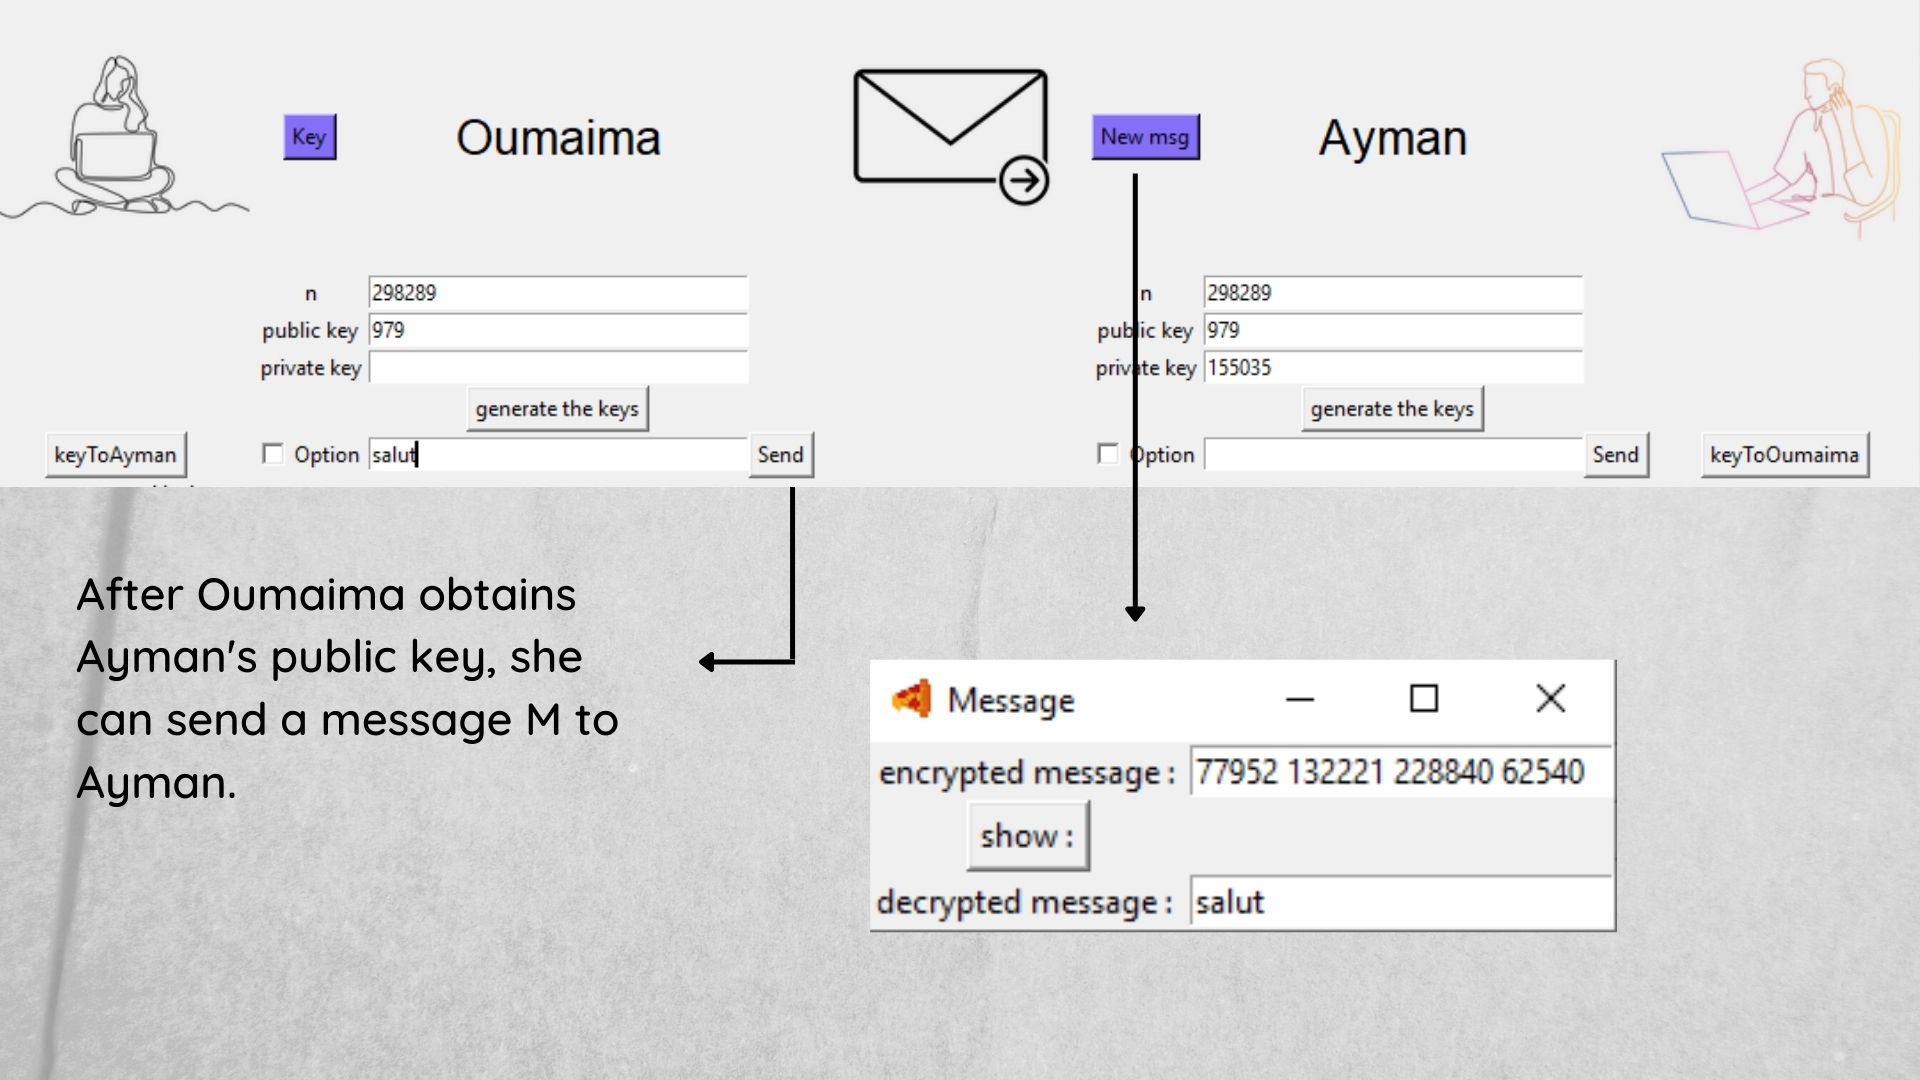 Key
Oumaima
New msg
Ayman
n 298289
public key 979
private key
generate the keys
keyToAyman
Option salut
Send
n 298289
public key 979
private key 155035
generate the keys
Option
Send
keyToOumaima
After Oumaima obtains
Ayman's public key, she
can send a message M to
Ayman.
Message
encrypted message : 77952 132221 228840 62540
show :
decrypted message : salut